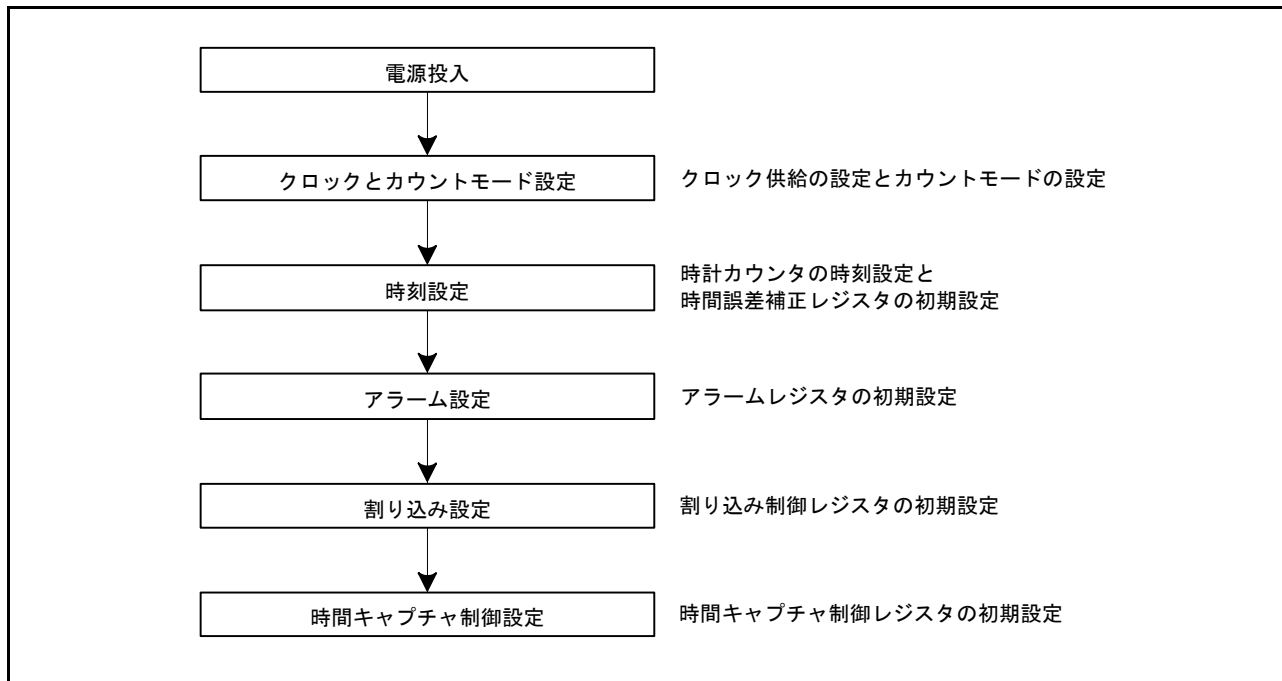 電源投入
クロックとカウントモード設定
クロック供給の設定とカウントモードの設定
時刻設定
時計カウンタの時刻設定と
時間誤差補正レジスタの初期設定
アラーム設定
アラームレジスタの初期設定
割り込み設定
割り込み制御レジスタの初期設定
時間キャプチャ制御設定
時間キャプチャ制御レジスタの初期設定